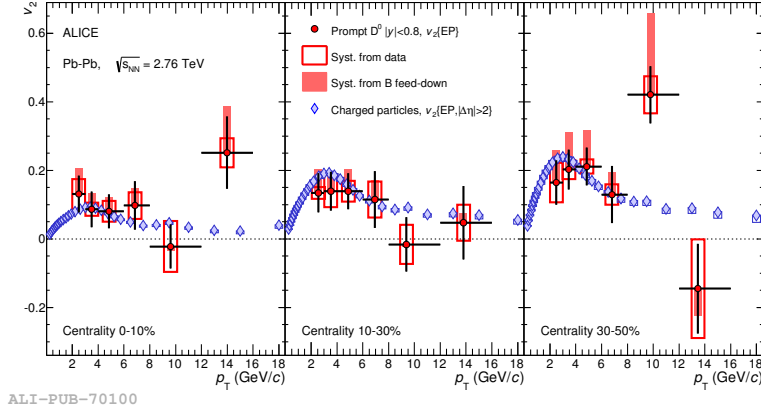 v₂
0.6
0.4
0.2
0
-0.2
ALICE
Pb-Pb, √sNN = 2.76 TeV
Centrality 0-10%
Prompt D⁰ |y|<0.8, v₂{EP}
Syst. from data
Syst. from B feed-down
Charged particles, v₂{EP,|Δη|>2}
Centrality 10-30%
Centrality 30-50%
2 4 6 8 10 12 14 16 18
2 4 6 8 10 12 14 16 18
2 4 6 8 10 12 14 16 18
pT (GeV/c)
pT (GeV/c)
pT (GeV/c)
ALI-PUB-70100